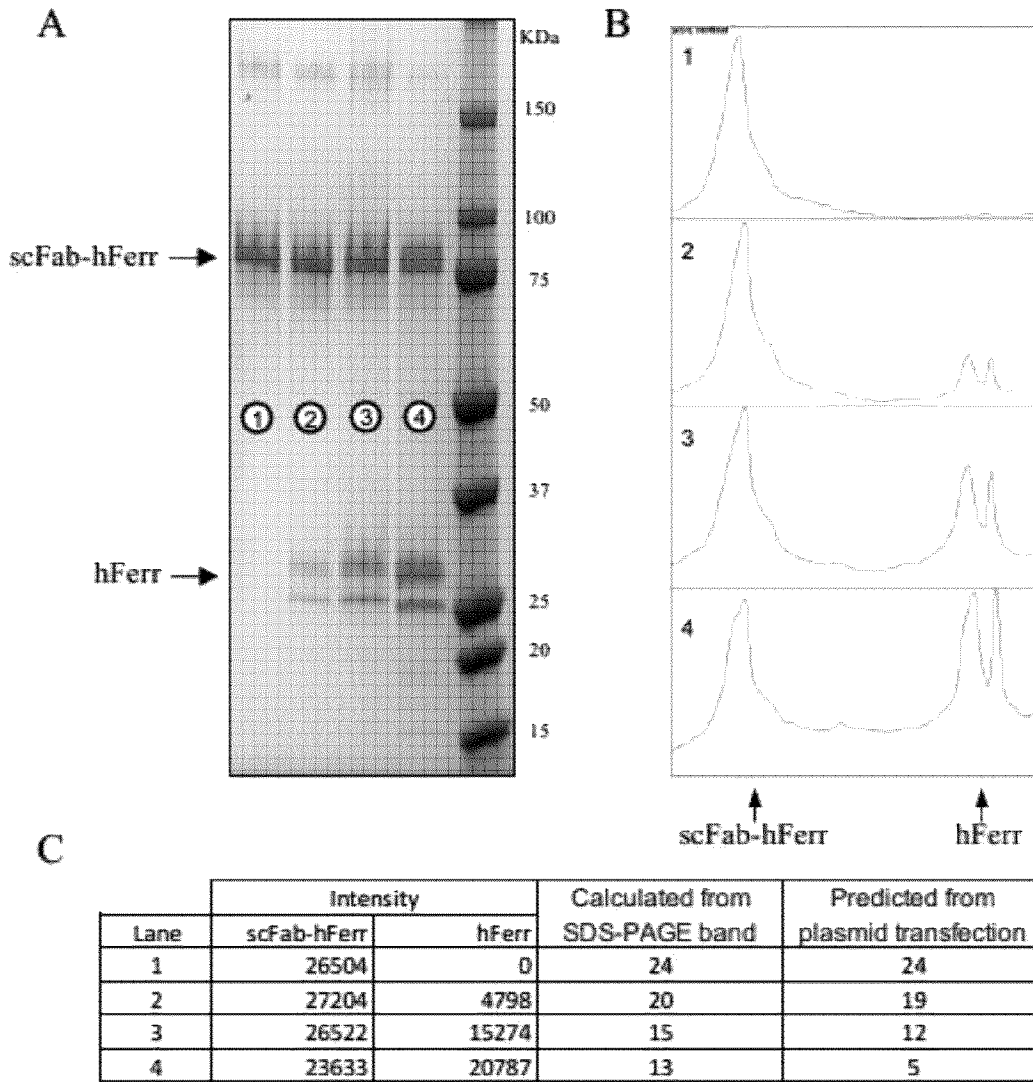 A
B
KDa
150
100
scFab-hFerr
75
50
① ② ③ ④
37
hFerr
25
20
15
1
2
3
4
scFab-hFerr hFerr
C
Intensity Calculated from Predicted from
Lane scFab-hFerr hFerr SDS-PAGE band plasmid transfection
1 26504 0 24 24
2 27204 4798 20 19
3 26522 15274 15 12
4 23633 20787 13 5